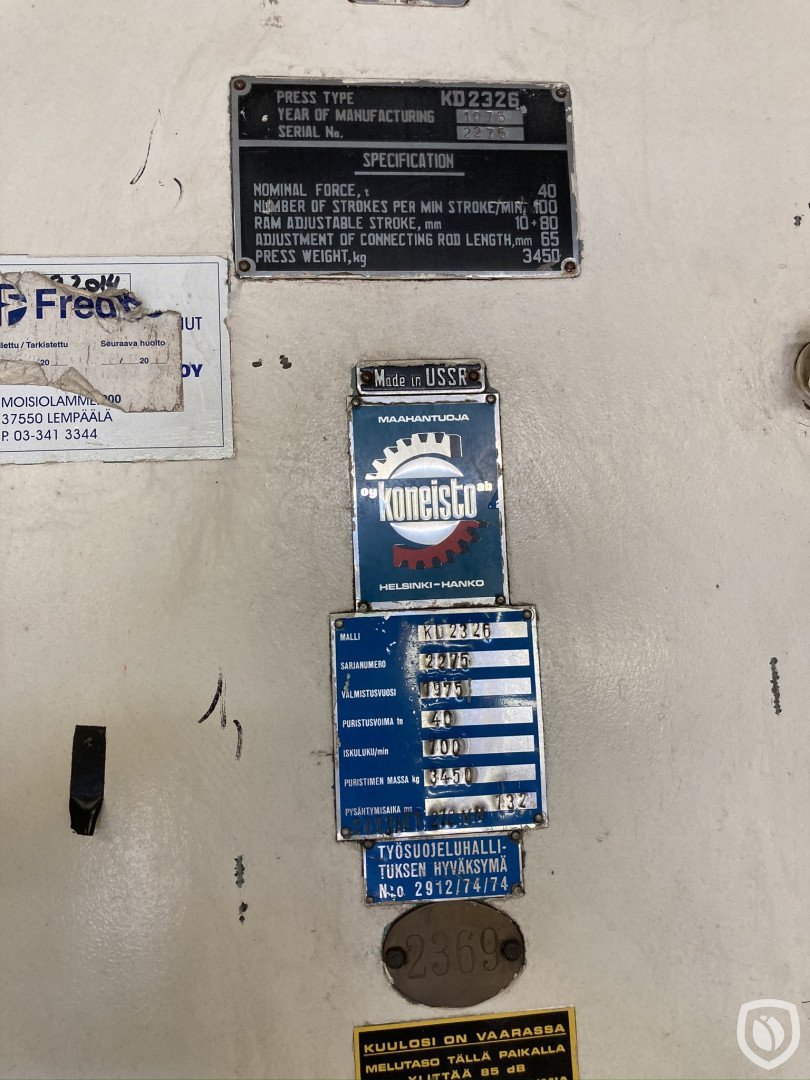 PRESS TYPE KD2326
YEAR OF MANUFACTURING 1975
SERIAL No. 2275
SPECIFICATION
NOMINAL FORCE, t 40
NUMBER OF STROKES PER MIN STROKE/MIN, 100
RAM ADJUSTABLE STROKE, mm 10÷80
ADJUSTMENT OF CONNECTING ROD LENGTH, mm 65
PRESS WEIGHT, kg 3450
2014
/ Tarkistettu Seuraava huolto
/20 / 20
OY
37550 LEMPÄÄLÄ
P. 03-341 3344
Made in USSR
MAAHANTUOJA
oy koneisto ab
HELSINKI-HANKO
MALLI KD2326
SARJANUMERO 2275
VALMISTUSVUOSI 1975
PURISTUSVOIMA tn 40
ISKULUKU/min 100
PURISTIMEN MASSA kg 3450
PYSÄHTYMISAIKA ms 132
TYÖSUOJELUHALLI-
TUKSEN HYVÄKSYMÄ
N:o 2912/74/74
2369
KUULOSI ON VAARASSA
MELUTASO TÄLLÄ PAIKALLA
YLITTÄÄ 85 dB